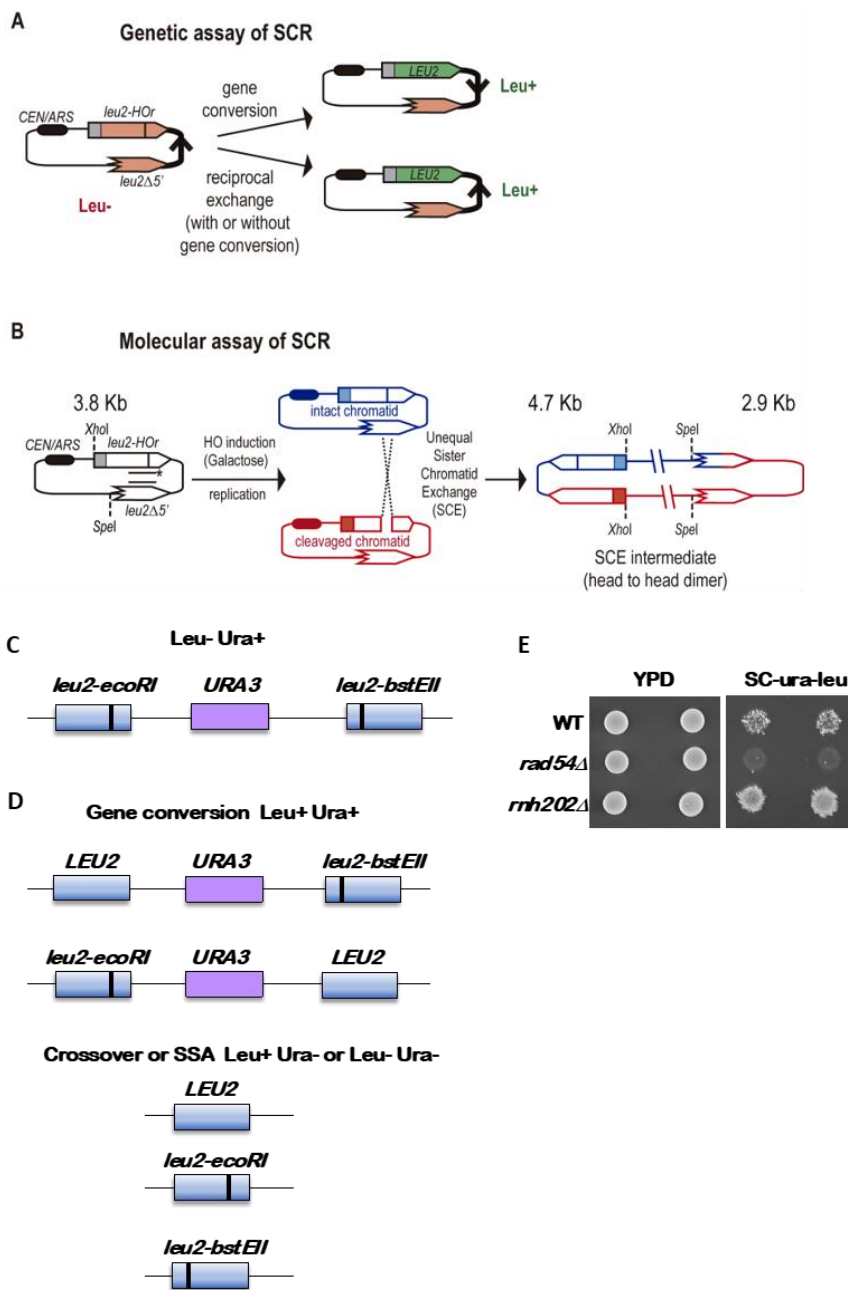 A
Genetic assay of SCR
CEN/ARS
leu2-HOr
leu2Δ5'
Leu-
gene
conversion
reciprocal
exchange
(with or without
gene conversion)
LEU2
Leu+
LEU2
Leu+
B
Molecular assay of SCR
3.8 Kb
XhoI
CEN/ARS
leu2-HOr
*
leu2Δ5'
SpeI
HO induction
(Galactose)
replication
intact chromatid
cleavaged chromatid
Unequal
Sister
Chromatid
Exchange
(SCE)
4.7 Kb
2.9 Kb
XhoI
SpeI
XhoI
SpeI
SCE intermediate
(head to head dimer)
C
Leu- Ura+
leu2-ecoRI
URA3
leu2-bstEII
D
Gene conversion Leu+ Ura+
LEU2
URA3
leu2-bstEII
leu2-ecoRI
URA3
LEU2
Crossover or SSA Leu+ Ura- or Leu- Ura-
LEU2
leu2-ecoRI
leu2-bstEII
E
YPD
SC-ura-leu
WT
rad54Δ
rnh202Δ